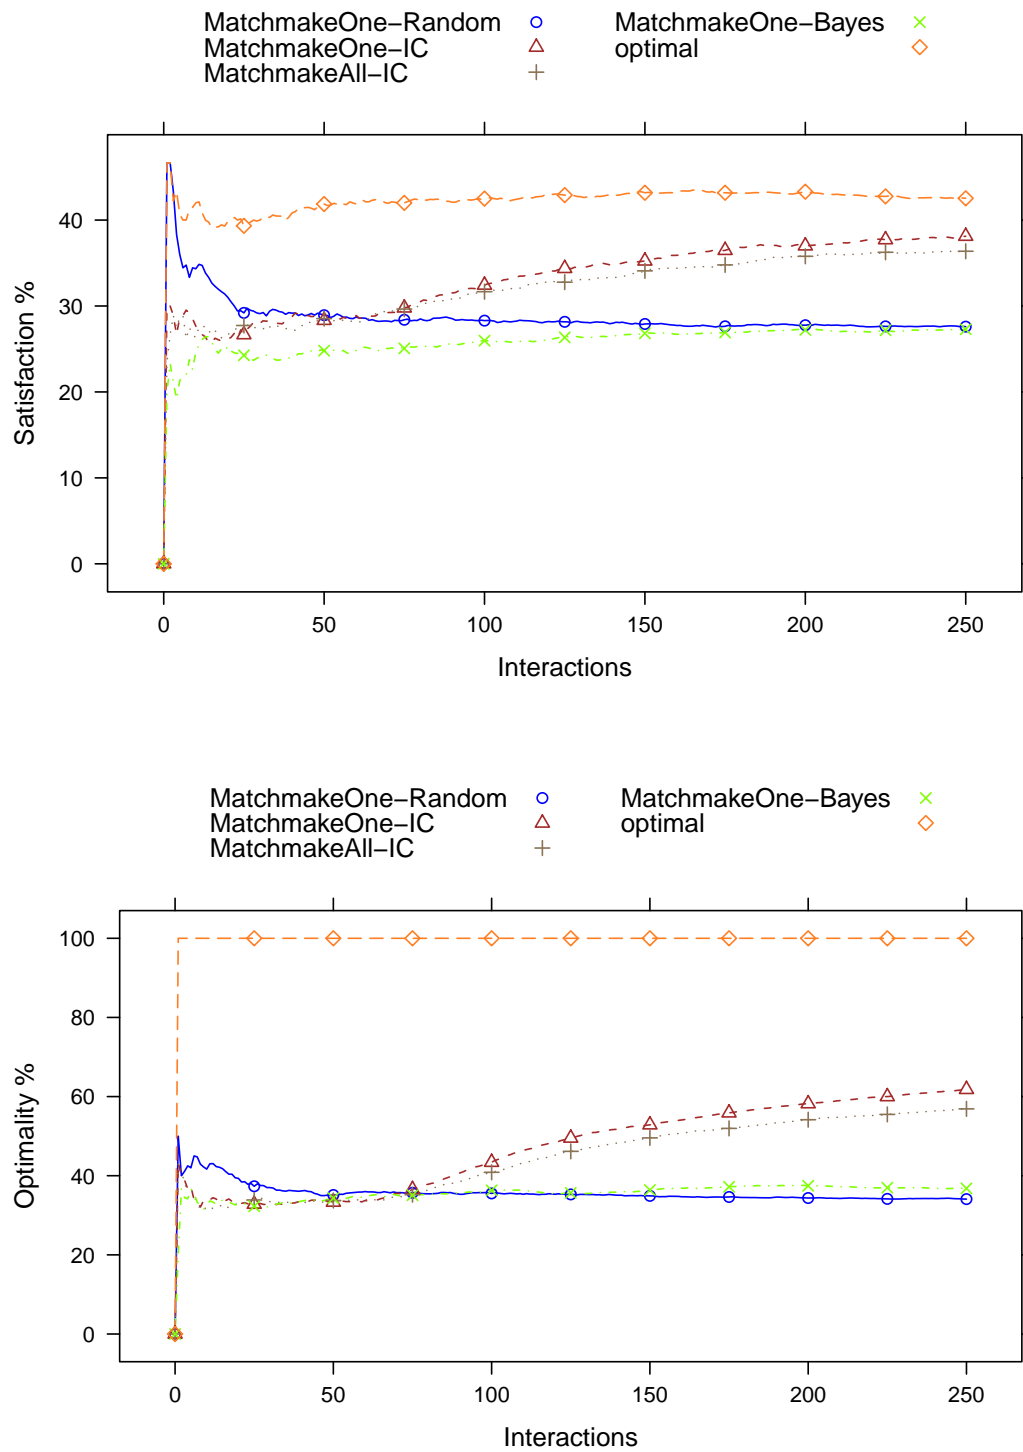 MatchmakeOne−Random
MatchmakeOne−IC
MatchmakeAll−IC
MatchmakeOne−Bayes
optimal
Satisfaction %
40
30
20
10
0
0 50 100 150 200 250
Interactions
MatchmakeOne−Random
MatchmakeOne−IC
MatchmakeAll−IC
MatchmakeOne−Bayes
optimal
Optimality %
100
80
60
40
20
0
0 50 100 150 200 250
Interactions